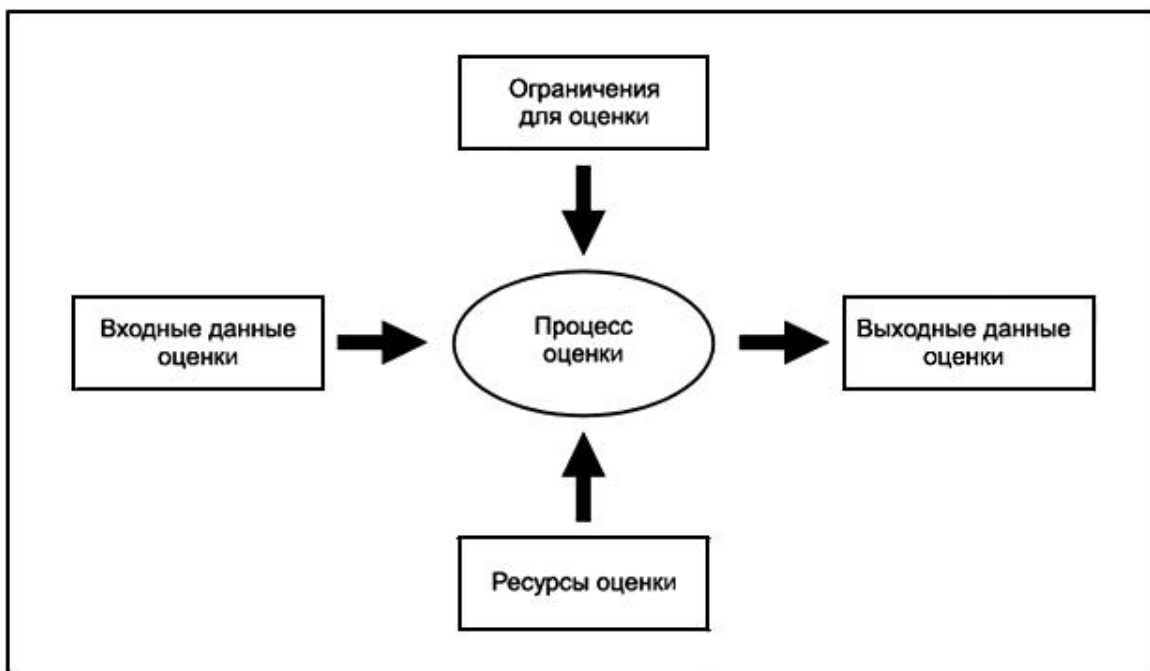 Ограничения
для оценки
Входные данные
оценки
Процесс
оценки
Выходные данные
оценки
Ресурсы оценки